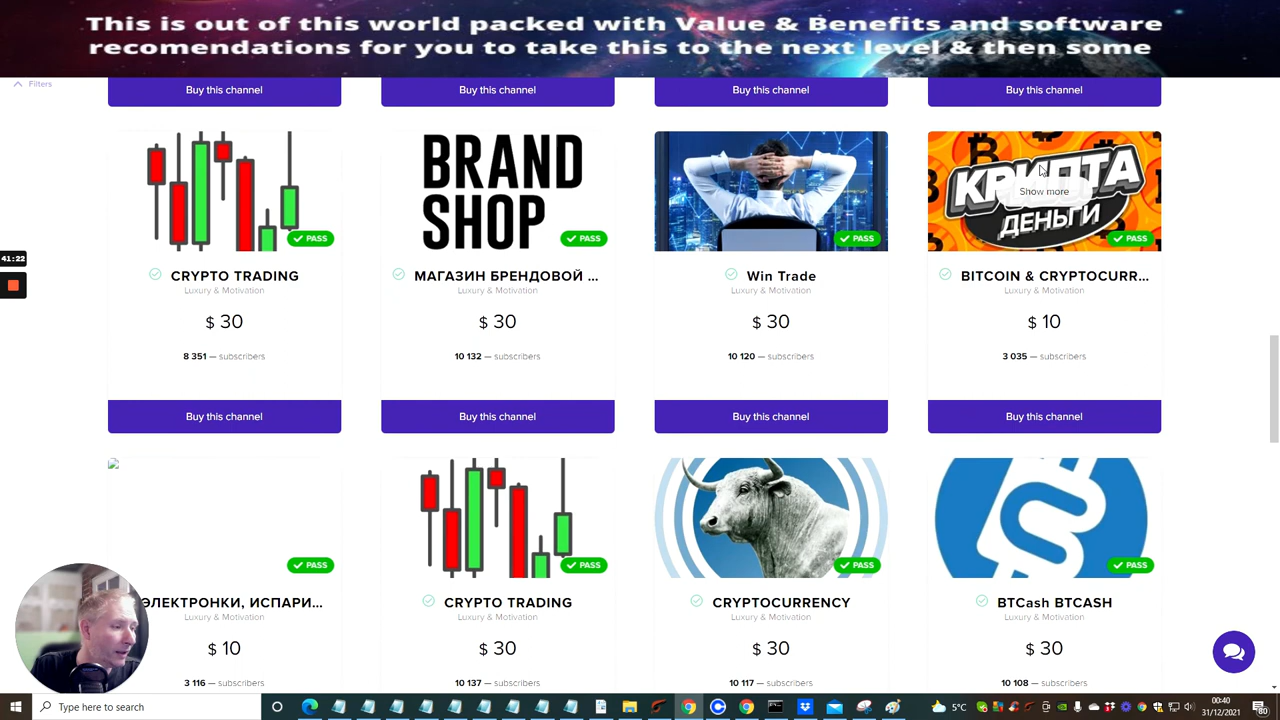 This is out of this world packed with Value & Benefits and software
recomendations for you to take this to the next level & then some
Filters
Buy this channel
Buy this channel
Buy this channel
Buy this channel
PASS
BRAND
SHOP
PASS
PASS
КРИПТА
ДЕНЬГИ
Show more
PASS
CRYPTO TRADING
Luxury & Motivation
$ 30
8 351 — subscribers
Buy this channel
МАГАЗИН БРЕНДОВОЙ ...
Luxury & Motivation
$ 30
10 132 — subscribers
Buy this channel
Win Trade
Luxury & Motivation
$ 30
10 120 — subscribers
Buy this channel
BITCOIN & CRYPTOCURR...
Luxury & Motivation
$ 10
3 035 — subscribers
Buy this channel
41:22
PASS
PASS
PASS
PASS
ЭЛЕКТРОНКИ, ИСПАРИ...
Luxury & Motivation
$ 10
3 116 — subscribers
CRYPTO TRADING
Luxury & Motivation
$ 30
10 137 — subscribers
CRYPTOCURRENCY
Luxury & Motivation
$ 30
10 117 — subscribers
BTCash BTCASH
Luxury & Motivation
$ 30
10 108 — subscribers
Type here to search
5°C
00:40
31/12/2021
80